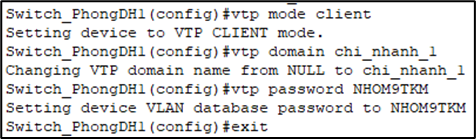 Switch_PhongDH1(config)#vtp mode client
Setting device to VTP CLIENT mode.
Switch_PhongDH1(config)#vtp domain chi_nhanh_1
Changing VTP domain name from NULL to chi_nhanh_1
Switch_PhongDH1(config)#vtp password NHOM9TKM
Setting device VLAN database password to NHOM9TKM
Switch_PhongDH1(config)#exit